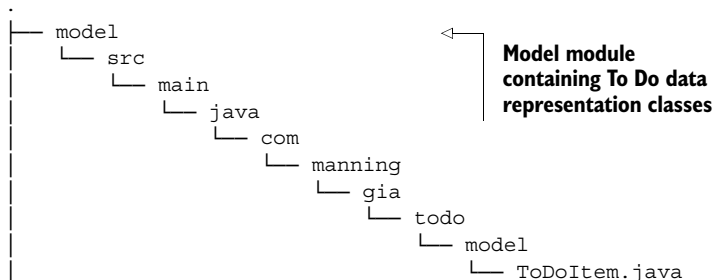 .
├── model
Model module
containing To Do data
representation classes
│   └── src
│       └── main
│           └── java
│               └── com
│                   └── manning
│                       └── gia
│                           └── todo
│                               └── model
│                                   └── ToDoItem.java